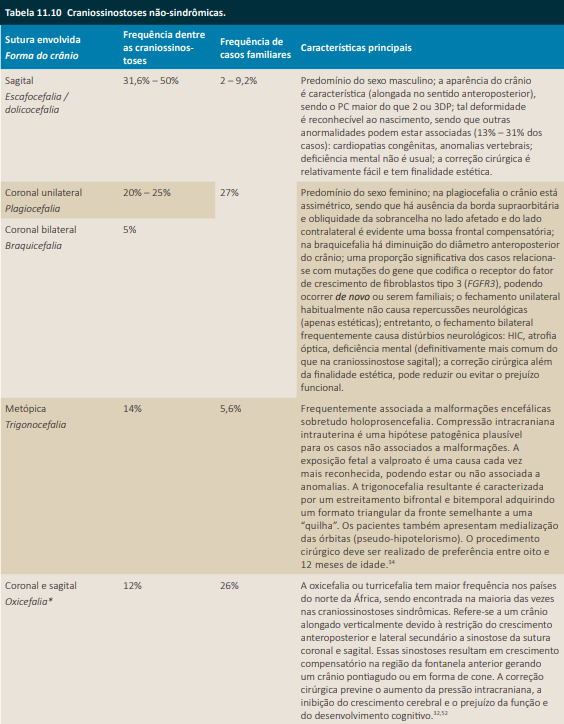 Tabela 11.10 Craniossinostoses não-sindrômicas.
Sutura envolvida
Forma do crânio
Frequência dentre
as craniossinos-
toses
Frequência de
casos familiares
Características principais
Sagital
Escafocefalia /
dolicocefalia
31,6% – 50%
2 – 9,2%
Predomínio do sexo masculino; a aparência do crânio
é característica (alongada no sentido anteroposterior),
sendo o PC maior do que 2 ou 3DP; tal deformidade
é reconhecível ao nascimento, sendo que outras
anormalidades podem estar associadas (13% – 31% dos
casos): cardiopatias congênitas, anomalias vertebrais;
deficiência mental não é usual; a correção cirúrgica é
relativamente fácil e tem finalidade estética.
Coronal unilateral
Plagiocefalia
20% – 25%
27%
Coronal bilateral
Braquicefalia
5%
Predomínio do sexo feminino; na plagiocefalia o crânio está
assimétrico, sendo que há ausência da borda supraorbitária
e obliquidade da sobrancelha no lado afetado e do lado
contralateral é evidente uma bossa frontal compensatória;
na braquicefalia há diminuição do diâmetro anteroposterior
do crânio; uma proporção significativa dos casos relaciona-
se com mutações do gene que codifica o receptor do fator
de crescimento de fibroblastos tipo 3 (FGFR3), podendo
ocorrer de novo ou serem familiais; o fechamento unilateral
habitualmente não causa repercussões neurológicas
(apenas estéticas); entretanto, o fechamento bilateral
frequentemente causa distúrbios neurológicos: HIC, atrofia
óptica, deficiência mental (definitivamente mais comum do
que na craniossinostose sagital); a correção cirúrgica além
da finalidade estética, pode reduzir ou evitar o prejuízo
funcional.
Metópica
Trigonocefalia
14%
5,6%
Frequentemente associada a malformações encefálicas
sobretudo holoprosencefalia. Compressão intracraniana
intrauterina é uma hipótese patogênica plausível
para os casos não associados a malformações. A
exposição fetal a valproato é uma causa cada vez
mais reconhecida, podendo estar ou não associada a
anomalias. A trigonocefalia resultante é caracterizada
por um estreitamento bifrontal e bitemporal adquirindo
um formato triangular da fronte semelhante a uma
“quilha”. Os pacientes também apresentam medialização
das órbitas (pseudo-hipotelorismo). O procedimento
cirúrgico deve ser realizado de preferência entre oito e
12 meses de idade.34
Coronal e sagital
Oxicefalia*
12%
26%
A oxicefalia ou turricefalia tem maior frequência nos países
do norte da África, sendo encontrada na maioria das vezes
nas craniossinostoses sindrômicas. Refere-se a um crânio
alongado verticalmente devido à restrição do crescimento
anteroposterior e lateral secundário a sinostose da sutura
coronal e sagital. Essas sinostoses resultam em crescimento
compensatório na região da fontanela anterior gerando
um crânio pontiagudo ou em forma de cone. A correção
cirúrgica previne o aumento da pressão intracraniana, a
inibição do crescimento cerebral e o prejuízo da função e
do desenvolvimento cognitivo.32,52